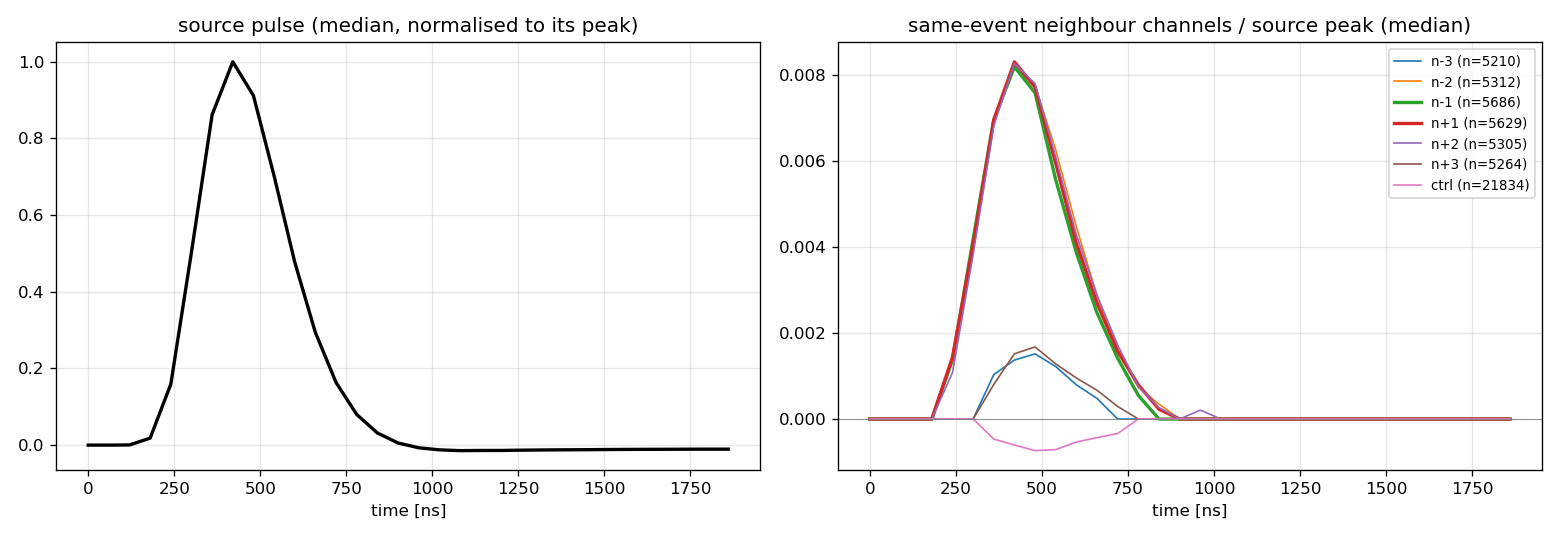 source pulse (median, normalised to its peak)
1.0
0.8
0.6
0.4
0.2
0.0
0 250 500 750 1000 1250 1500 1750
time [ns]
same-event neighbour channels / source peak (median)
0.008
0.006
0.004
0.002
0.000
n-3 (n=5210)
n-2 (n=5312)
n-1 (n=5686)
n+1 (n=5629)
n+2 (n=5305)
n+3 (n=5264)
ctrl (n=21834)
0 250 500 750 1000 1250 1500 1750
time [ns]